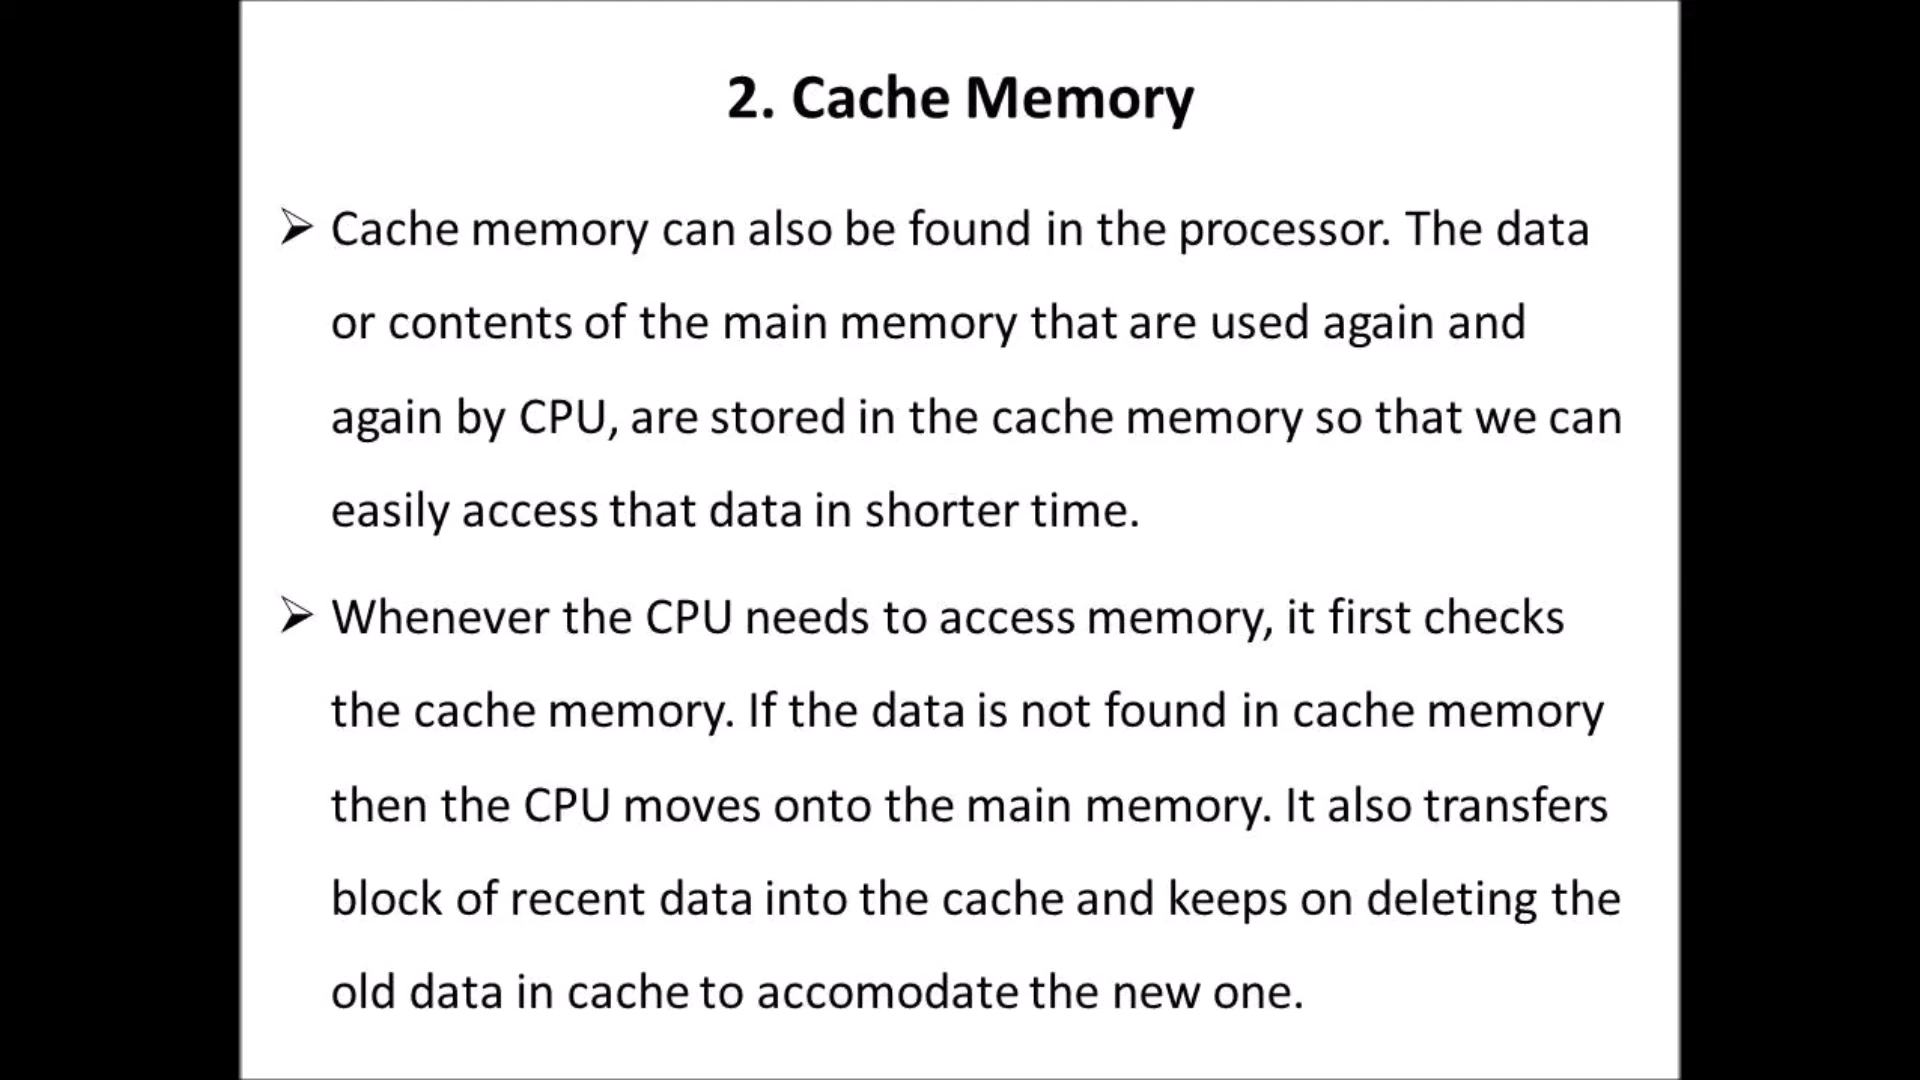 2. Cache Memory
➢ Cache memory can also be found in the processor. The data
or contents of the main memory that are used again and
again by CPU, are stored in the cache memory so that we can
easily access that data in shorter time.
➢ Whenever the CPU needs to access memory, it first checks
the cache memory. If the data is not found in cache memory
then the CPU moves onto the main memory. It also transfers
block of recent data into the cache and keeps on deleting the
old data in cache to accomodate the new one.